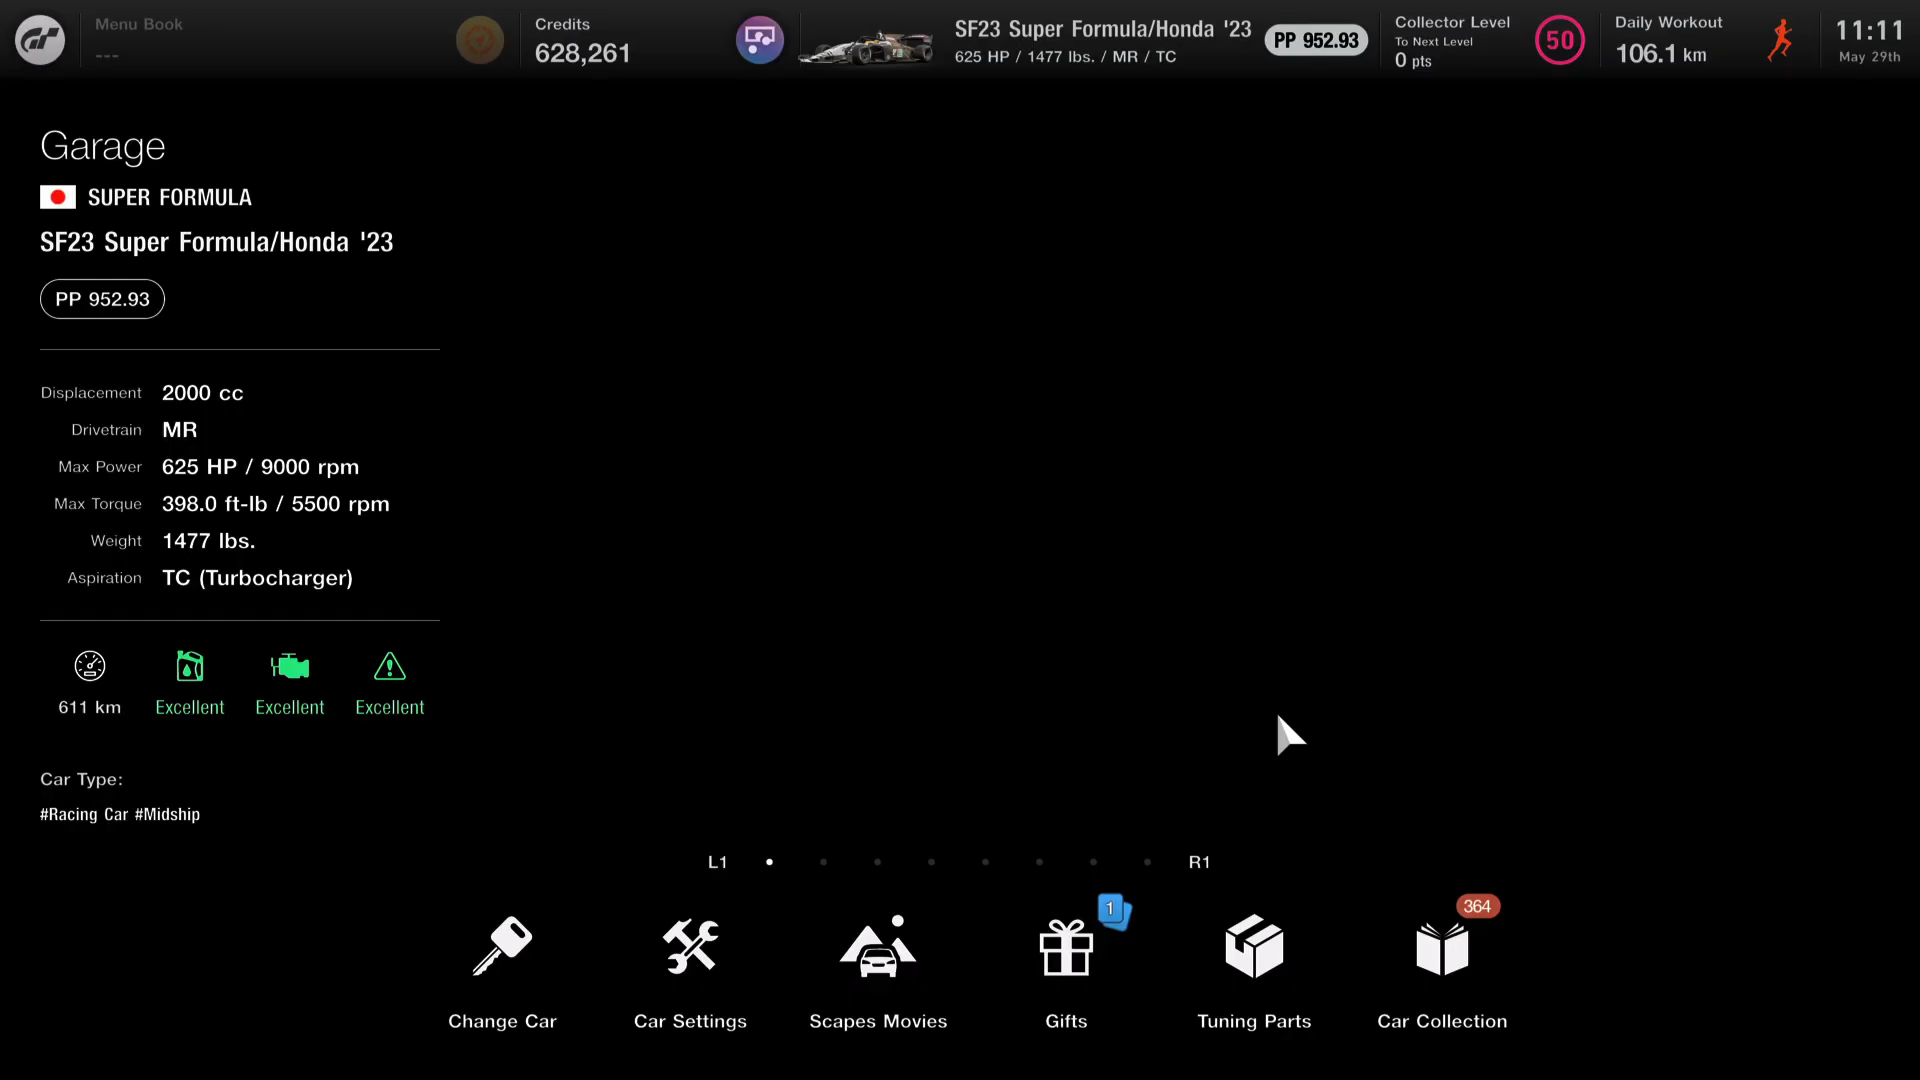 Menu Book
---
Credits
628,261
SF23 Super Formula/Honda '23
625 HP / 1477 lbs. / MR / TC
PP 952.93
Collector Level
To Next Level
0 pts
50
Daily Workout
106.1 km
11:11
May 29th
Garage
SUPER FORMULA
SF23 Super Formula/Honda '23
PP 952.93
Displacement 2000 cc
Drivetrain MR
Max Power 625 HP / 9000 rpm
Max Torque 398.0 ft-lb / 5500 rpm
Weight 1477 lbs.
Aspiration TC (Turbocharger)
611 km Excellent Excellent Excellent
Car Type:
#Racing Car #Midship
L1 R1
1
364
Change Car Car Settings Scapes Movies Gifts Tuning Parts Car Collection